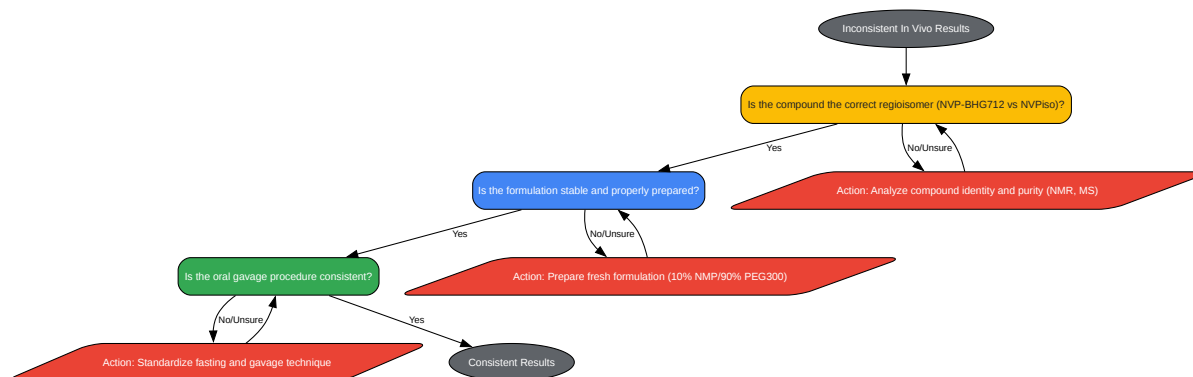 Inconsistent In Vivo Results
Is the compound the correct regioisomer (NVP-BHG712 vs NVPiso)?
Yes
No/Unsure
Is the formulation stable and properly prepared?
Action: Analyze compound identity and purity (NMR, MS)
Yes
No/Unsure
Is the oral gavage procedure consistent?
Action: Prepare fresh formulation (10% NMP/90% PEG300)
No/Unsure
Yes
Action: Standardize fasting and gavage technique
Consistent Results